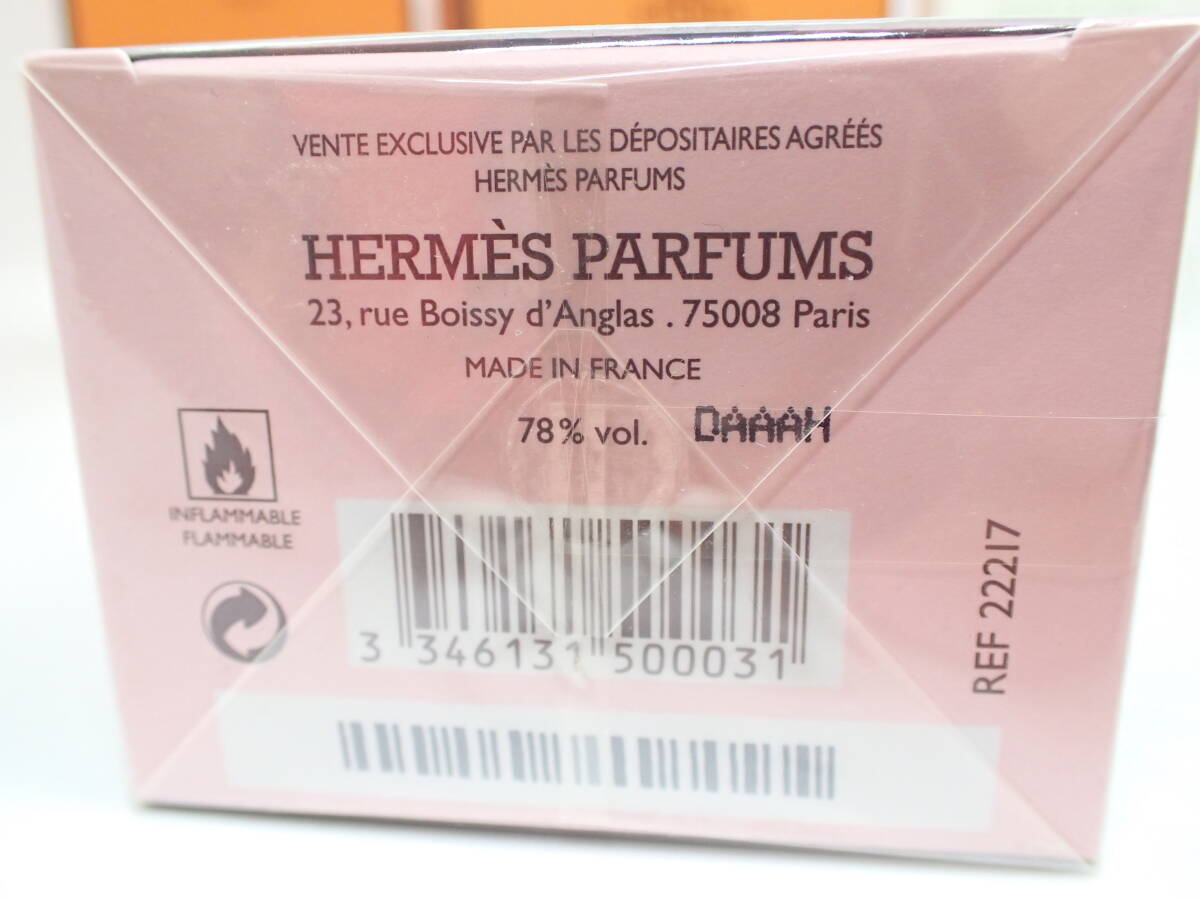 VENTE EXCLUSIVE PAR LES DÉPOSITAIRES AGRÉÉS
HERMÈS PARFUMS
HERMÈS PARFUMS
23, rue Boissy d'Anglas . 75008 Paris
MADE IN FRANCE
78% vol. DAAAH
INFLAMMABLE
FLAMMABLE
3 346131 500031
REF 22217